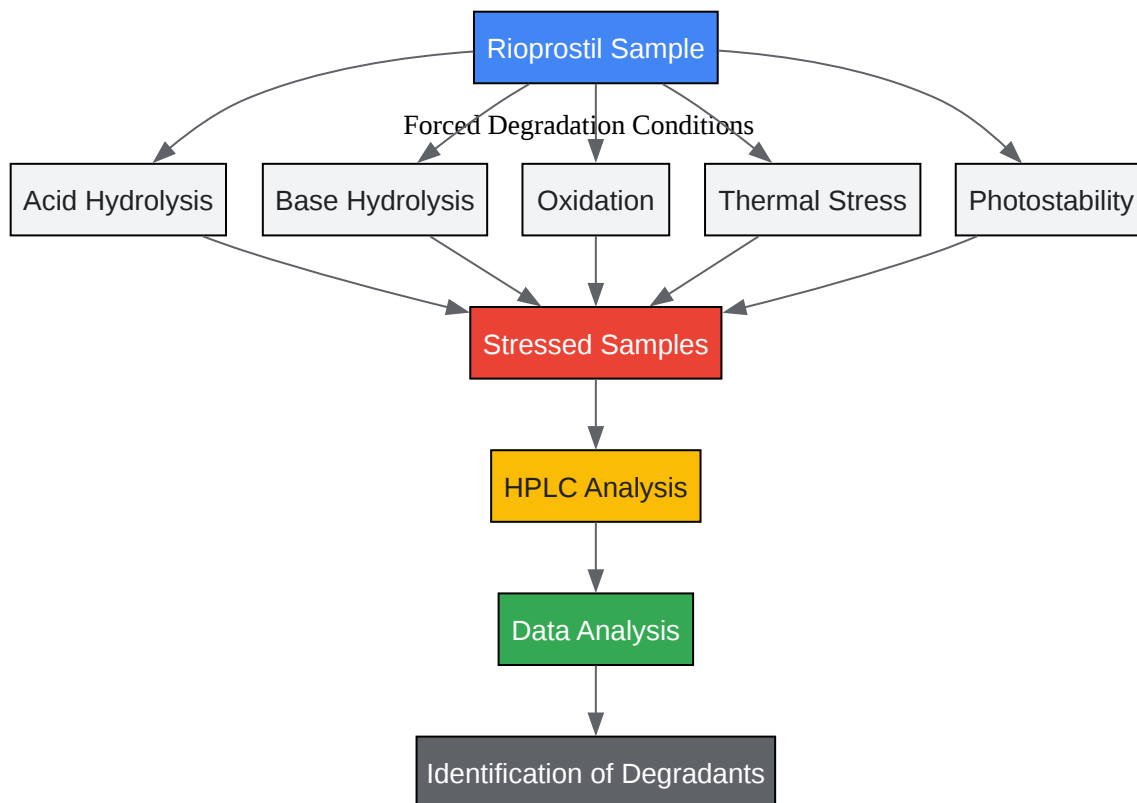 Rioprostil Sample
Forced Degradation Conditions
Acid Hydrolysis
Base Hydrolysis
Oxidation
Thermal Stress
Photostability
Stressed Samples
HPLC Analysis
Data Analysis
Identification of Degradants